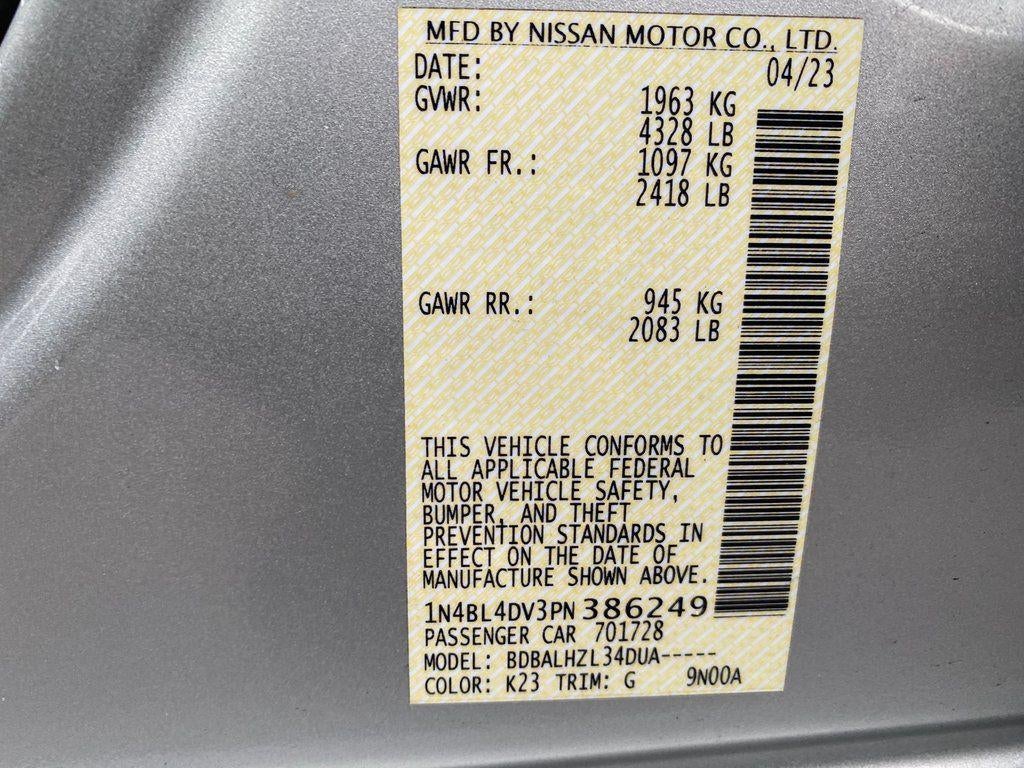 MFD BY NISSAN MOTOR CO., LTD.
DATE: 04/23
GVWR: 1963 KG
4328 LB
GAWR FR.: 1097 KG
2418 LB
GAWR RR.: 945 KG
2083 LB
THIS VEHICLE CONFORMS TO
ALL APPLICABLE FEDERAL
MOTOR VEHICLE SAFETY,
BUMPER, AND THEFT
PREVENTION STANDARDS IN
EFFECT ON THE DATE OF
MANUFACTURE SHOWN ABOVE.
1N4BL4DV3PN386249
PASSENGER CAR 701728
MODEL: BDBALHZL34DUA-----
COLOR: K23 TRIM: G 9N00A